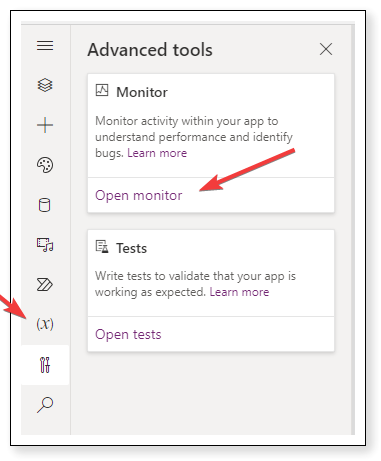 Advanced tools
Monitor
Monitor activity within your app to
understand performance and identify
bugs. Learn more
Open monitor
Tests
Write tests to validate that your app is
working as expected. Learn more
Open tests
(x)